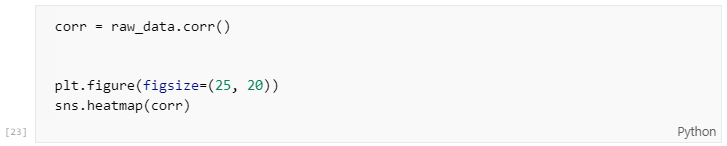 corr = raw_data.corr()
plt.figure(figsize=(25, 20))
sns.heatmap(corr)
[23]
Python